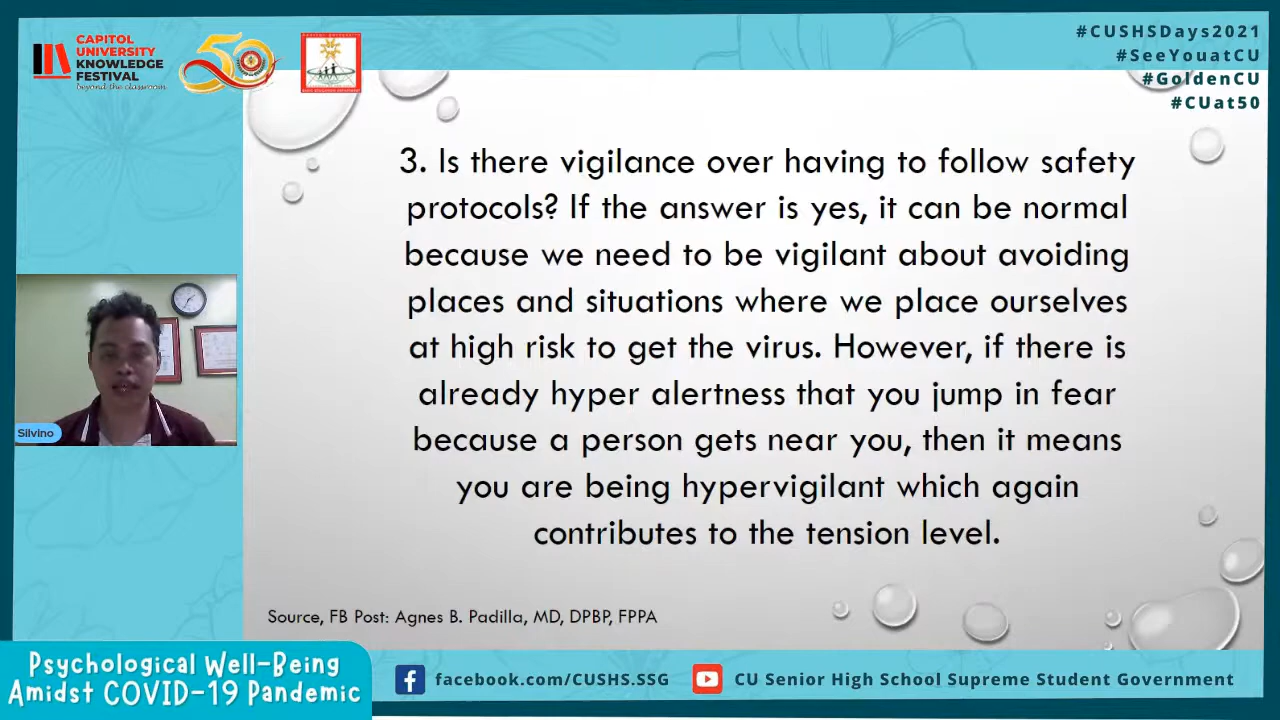 CAPITOL
UNIVERSITY
KNOWLEDGE
FESTIVAL
beyond the classroom
50
#CUSHSDays2021
#SeeYouatCU
#GoldenCU
#CUat50
3. Is there vigilance over having to follow safety
protocols? If the answer is yes, it can be normal
because we need to be vigilant about avoiding
places and situations where we place ourselves
at high risk to get the virus. However, if there is
already hyper alertness that you jump in fear
because a person gets near you, then it means
you are being hypervigilant which again
contributes to the tension level.
Silvino
Source, FB Post: Agnes B. Padilla, MD, DPBP, FPPA
Psychological Well-Being
Amidst COVID-19 Pandemic
facebook.com/CUSHS.SSG
CU Senior High School Supreme Student Government